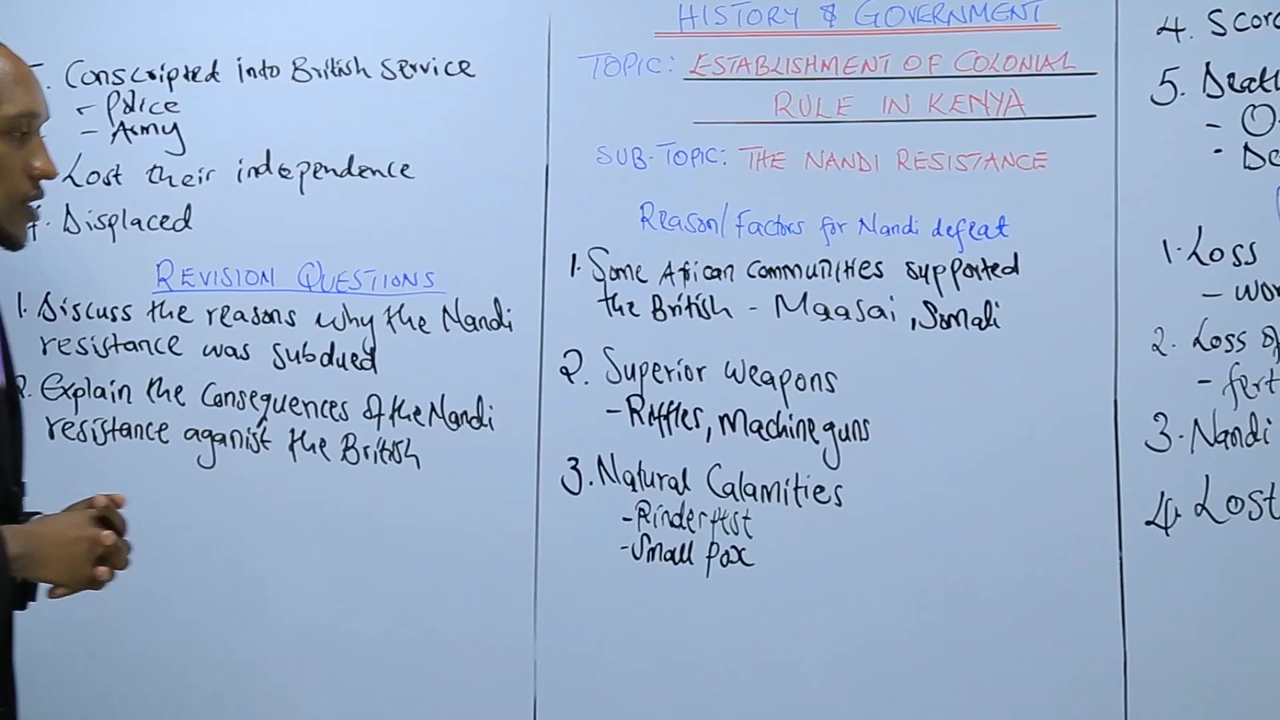 Conscripted into British service
- Police
- Army
Lost their independence
7. Displaced
REVISION QUESTIONS
1. Discuss the reasons why the Nandi
resistance was subdued
2. Explain the Consequences of the Nandi
resistance aganist the British
HISTORY & GOVERNMENT
TOPIC: ESTABLISHMENT OF COLONIAL
RULE IN KENYA
SUB-TOPIC: THE NANDI RESISTANCE
Reason/Factors for Nandi defeat
1. Some African communities supported
the British - Maasai, Somali
2. Superior Weapons
- Riffles, Machine guns
3. Natural Calamities
- Rinderpest
- Small pox
4.
5.
1. Loss
2. Loss of
3. Nandi
4. Lost